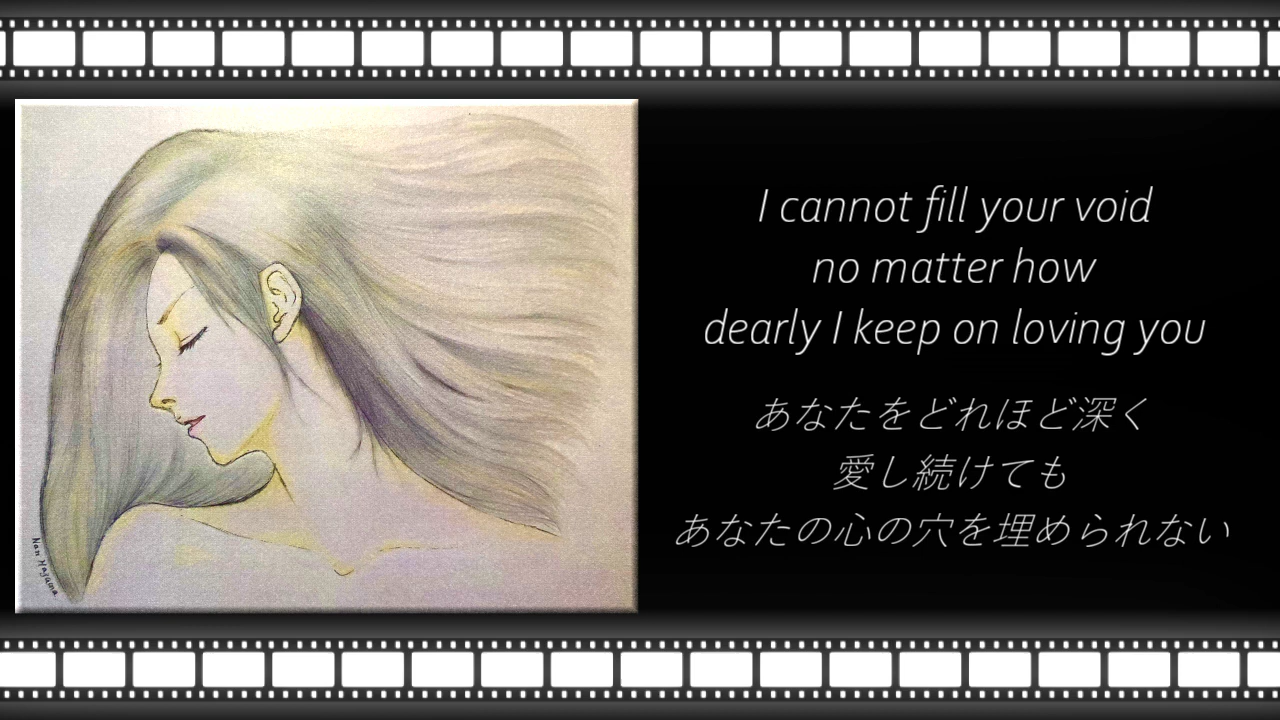 I cannot fill your void
no matter how
dearly I keep on loving you
あなたをどれほど深く
愛し続けても
あなたの心の穴を埋められない
Nan Hazama